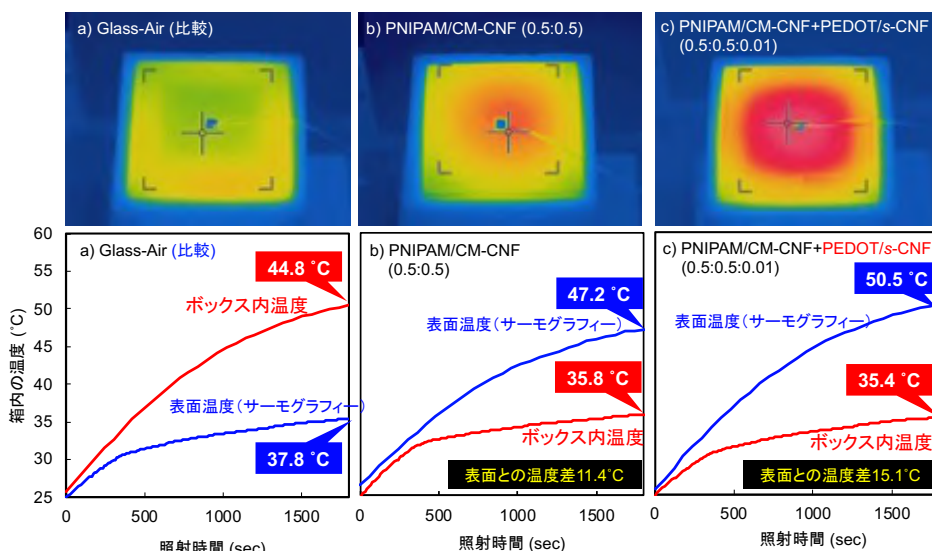 a) Glass-Air (比較)
b) PNIPAM/CM-CNF (0.5:0.5)
c) PNIPAM/CM-CNF+PEDOT/s-CNF
(0.5:0.5:0.01)
箱内の温度 (℃)
60
55
50
45
40
35
30
25
a) Glass-Air (比較)
44.8 ˚C
ボックス内温度
表面温度(サーモグラフィー)
37.8 ˚C
0
500
1000
1500
照射時間 (sec)
b) PNIPAM/CM-CNF
(0.5:0.5)
47.2 ˚C
表面温度(サーモグラフィー)
35.8 ˚C
ボックス内温度
表面との温度差11.4˚C
0
500
1000
1500
照射時間 (sec)
c) PNIPAM/CM-CNF+PEDOT/s-CNF
(0.5:0.5:0.01)
50.5 ˚C
表面温度(サーモグラフィー)
35.4 ˚C
ボックス内温度
表面との温度差15.1˚C
0
500
1000
1500
照射時間 (sec)